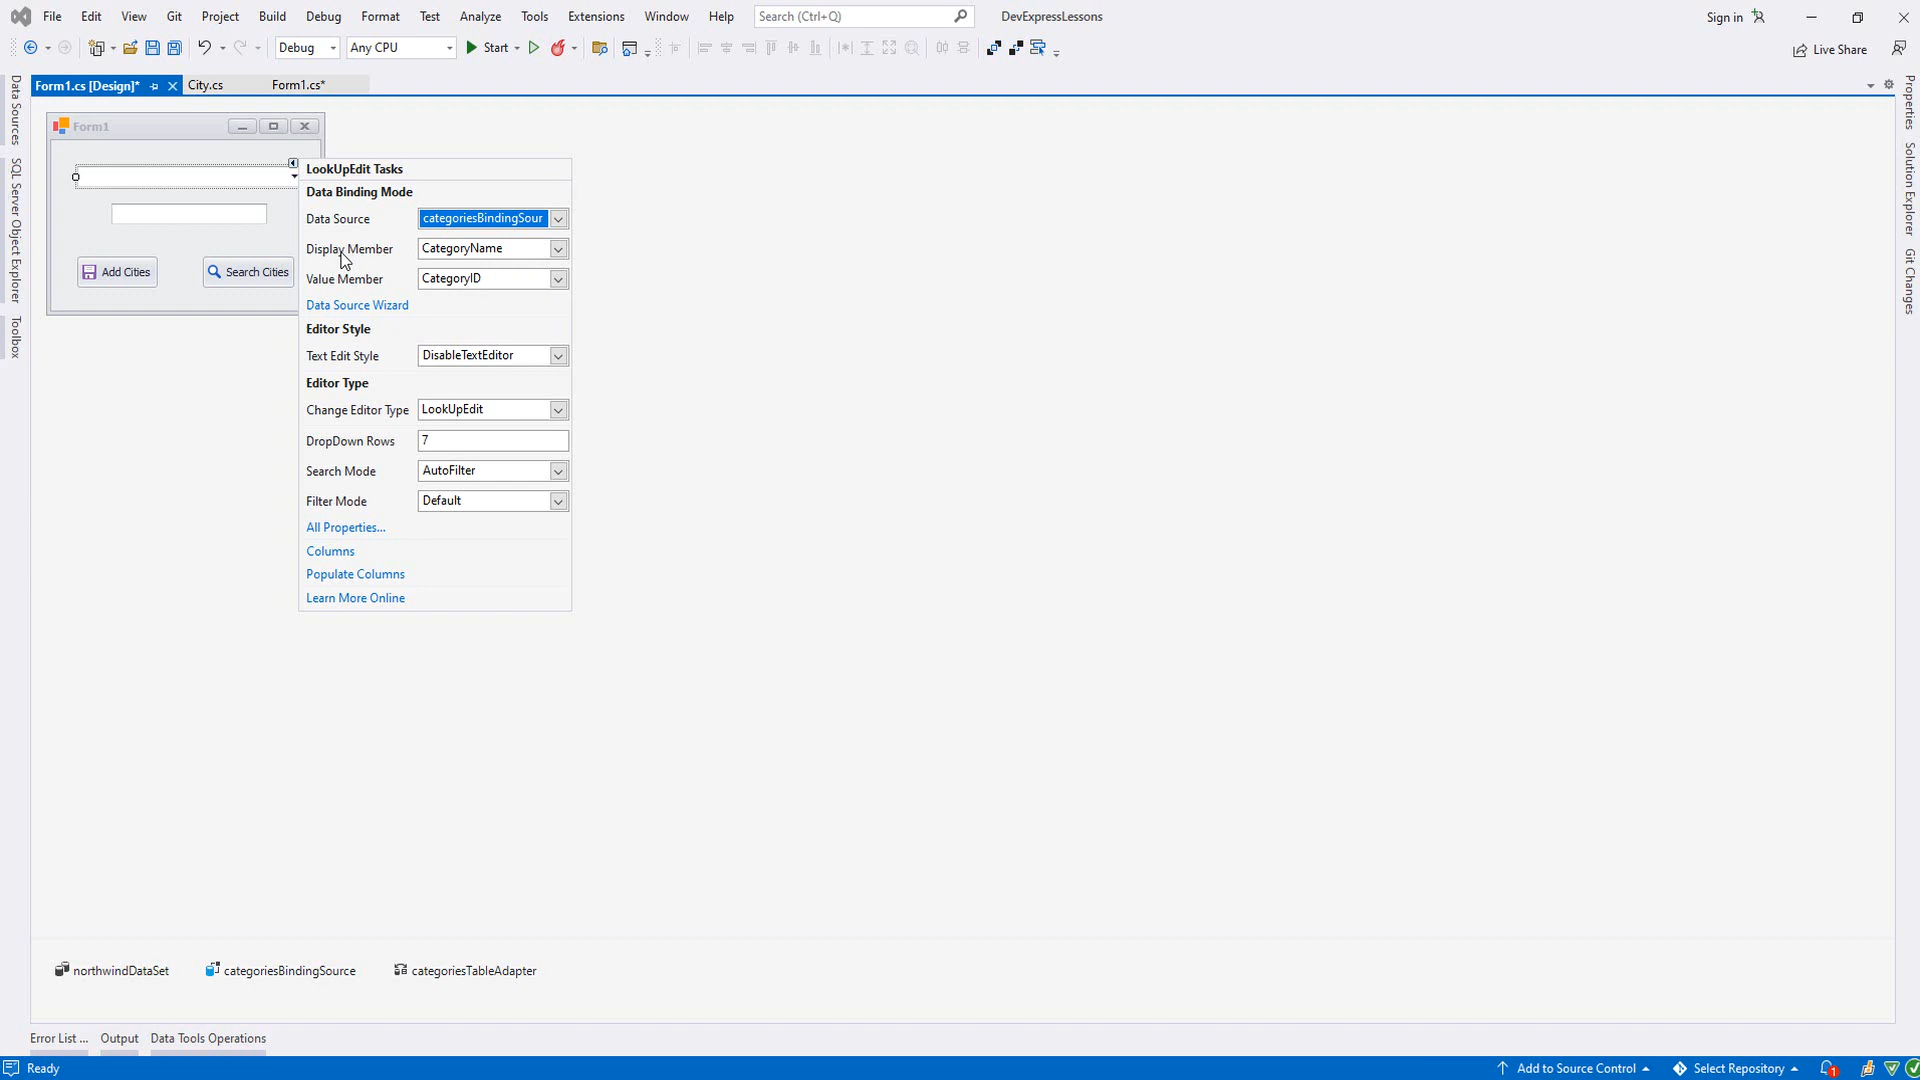 File Edit View Git Project Build Debug Format Test Analyze Tools Extensions Window Help Search (Ctrl+Q) DevExpressLessons Sign in
Debug Any CPU Start Live Share
Form1.cs [Design]* City.cs Form1.cs*
Data Sources
SQL Server Object Explorer
Toolbox
Form1
Add Cities Search Cities
LookUpEdit Tasks
Data Binding Mode
Data Source categoriesBindingSour
Display Member CategoryName
Value Member CategoryID
Data Source Wizard
Editor Style
Text Edit Style DisableTextEditor
Editor Type
Change Editor Type LookUpEdit
DropDown Rows 7
Search Mode AutoFilter
Filter Mode Default
All Properties...
Columns
Populate Columns
Learn More Online
Properties
Solution Explorer
Git Changes
northwindDataSet categoriesBindingSource categoriesTableAdapter
Error List ... Output Data Tools Operations
Ready Add to Source Control Select Repository 1